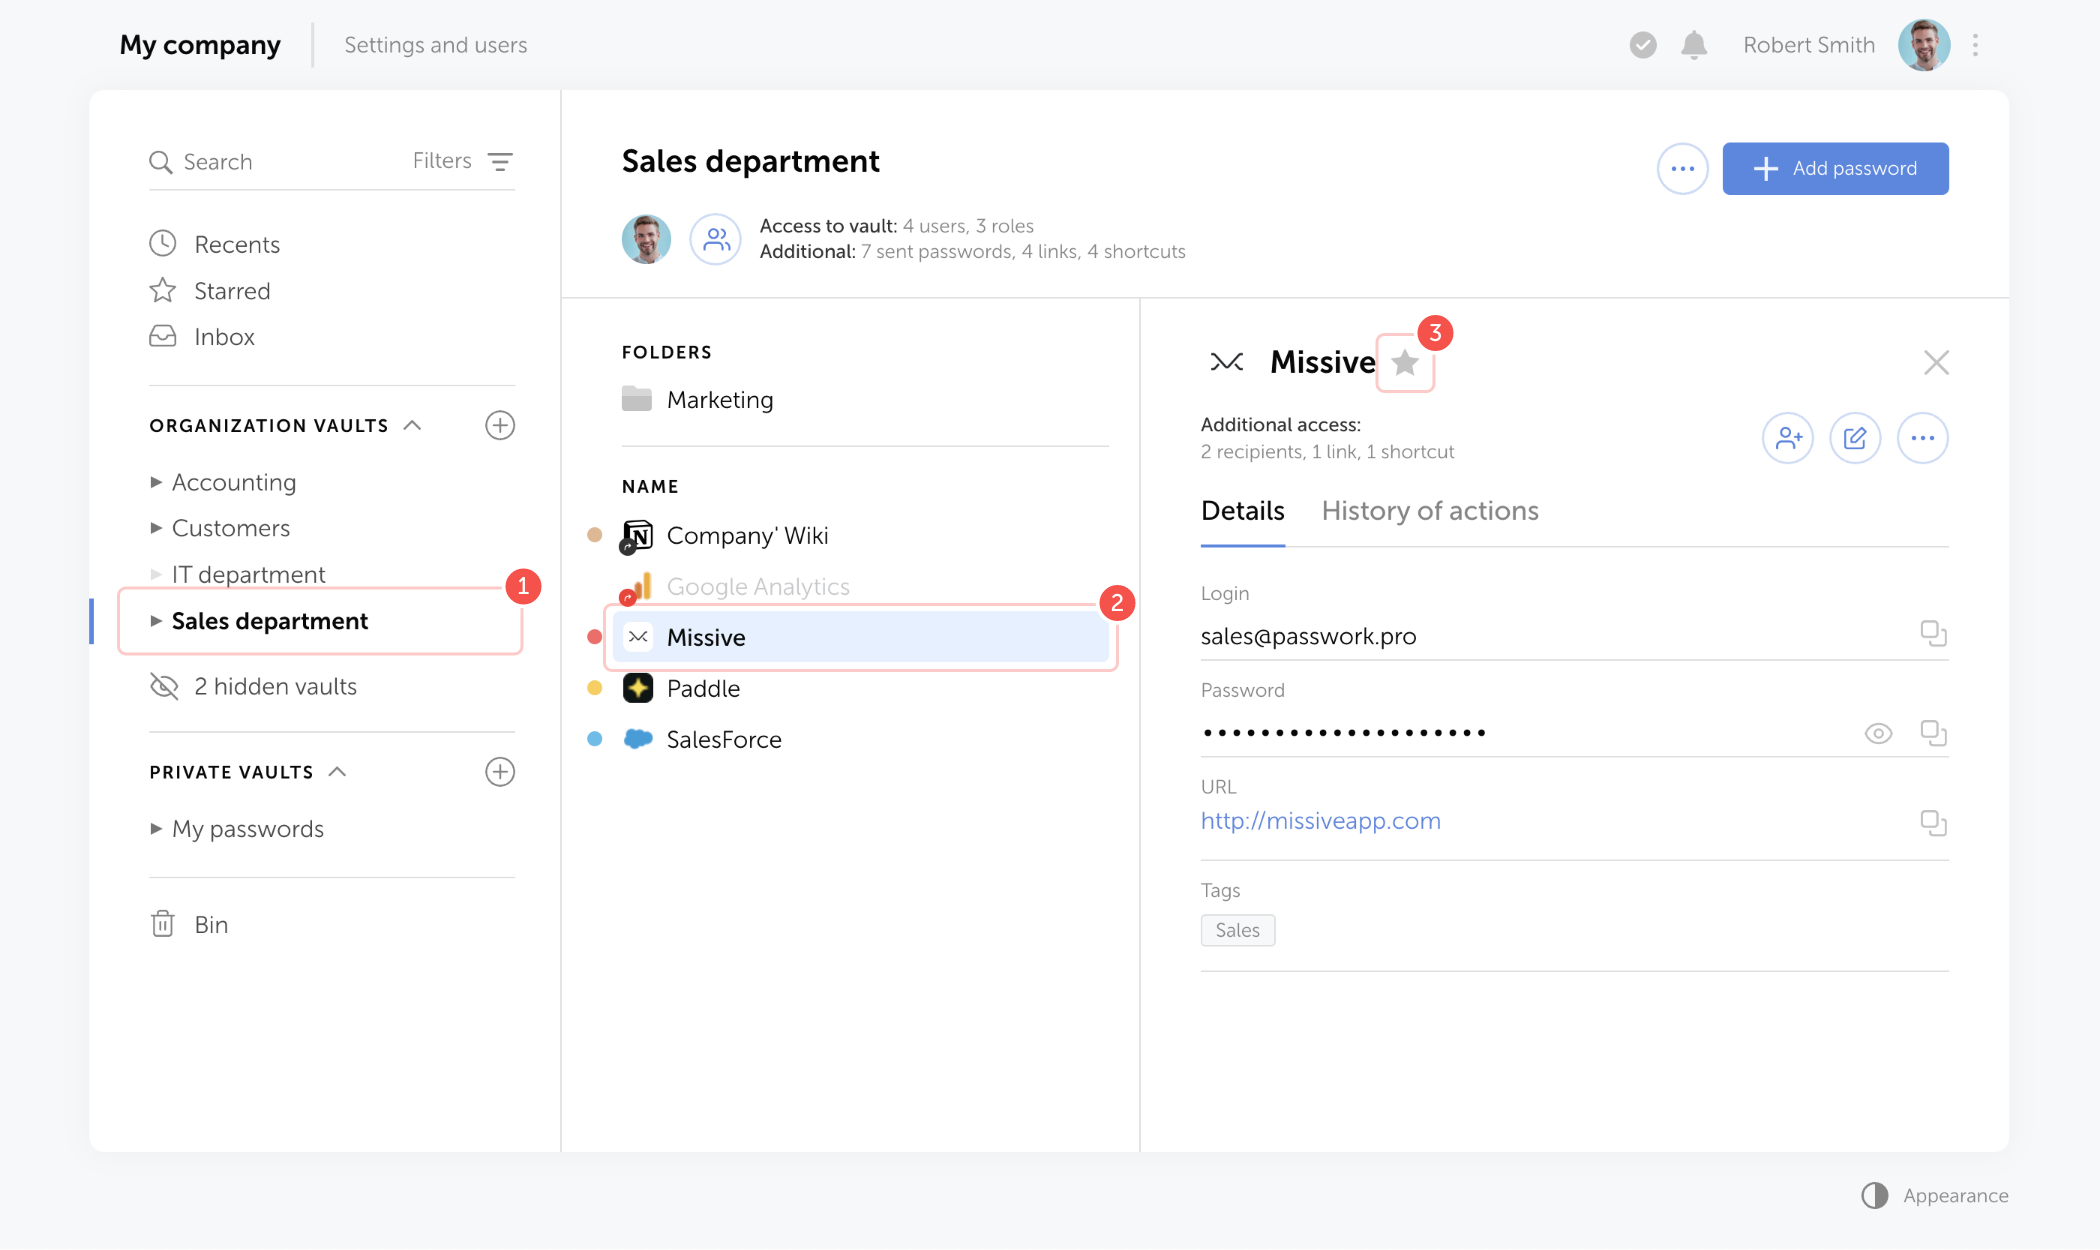 My company
Settings and users
Robert Smith
Search
Filters
Recents
Starred
Inbox
ORGANIZATION VAULTS
Accounting
Customers
IT department
1
Sales department
2 hidden vaults
PRIVATE VAULTS
My passwords
Bin
Sales department
Add password
Access to vault: 4 users, 3 roles
Additional: 7 sent passwords, 4 links, 4 shortcuts
FOLDERS
Marketing
NAME
Company' Wiki
Google Analytics
2
Missive
Paddle
SalesForce
3
Missive
Additional access:
2 recipients, 1 link, 1 shortcut
Details
History of actions
Login
sales@passwork.pro
Password
••••••••••••••••••••
URL
http://missiveapp.com
Tags
Sales
Appearance